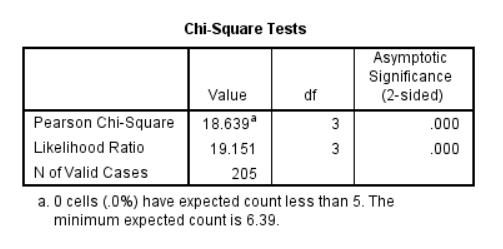 Chi-Square Tests
Value df Asymptotic Significance (2-sided)
Pearson Chi-Square 18.639a 3 .000
Likelihood Ratio 19.151 3 .000
N of Valid Cases 205
a. 0 cells (.0%) have expected count less than 5. The
minimum expected count is 6.39.